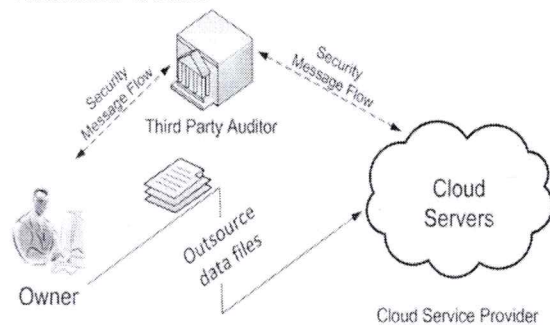 Security
Message Flow
Security
Message Flow
Third Party Auditor
Cloud
Servers
Outsource
data files
Owner
Cloud Service Provider